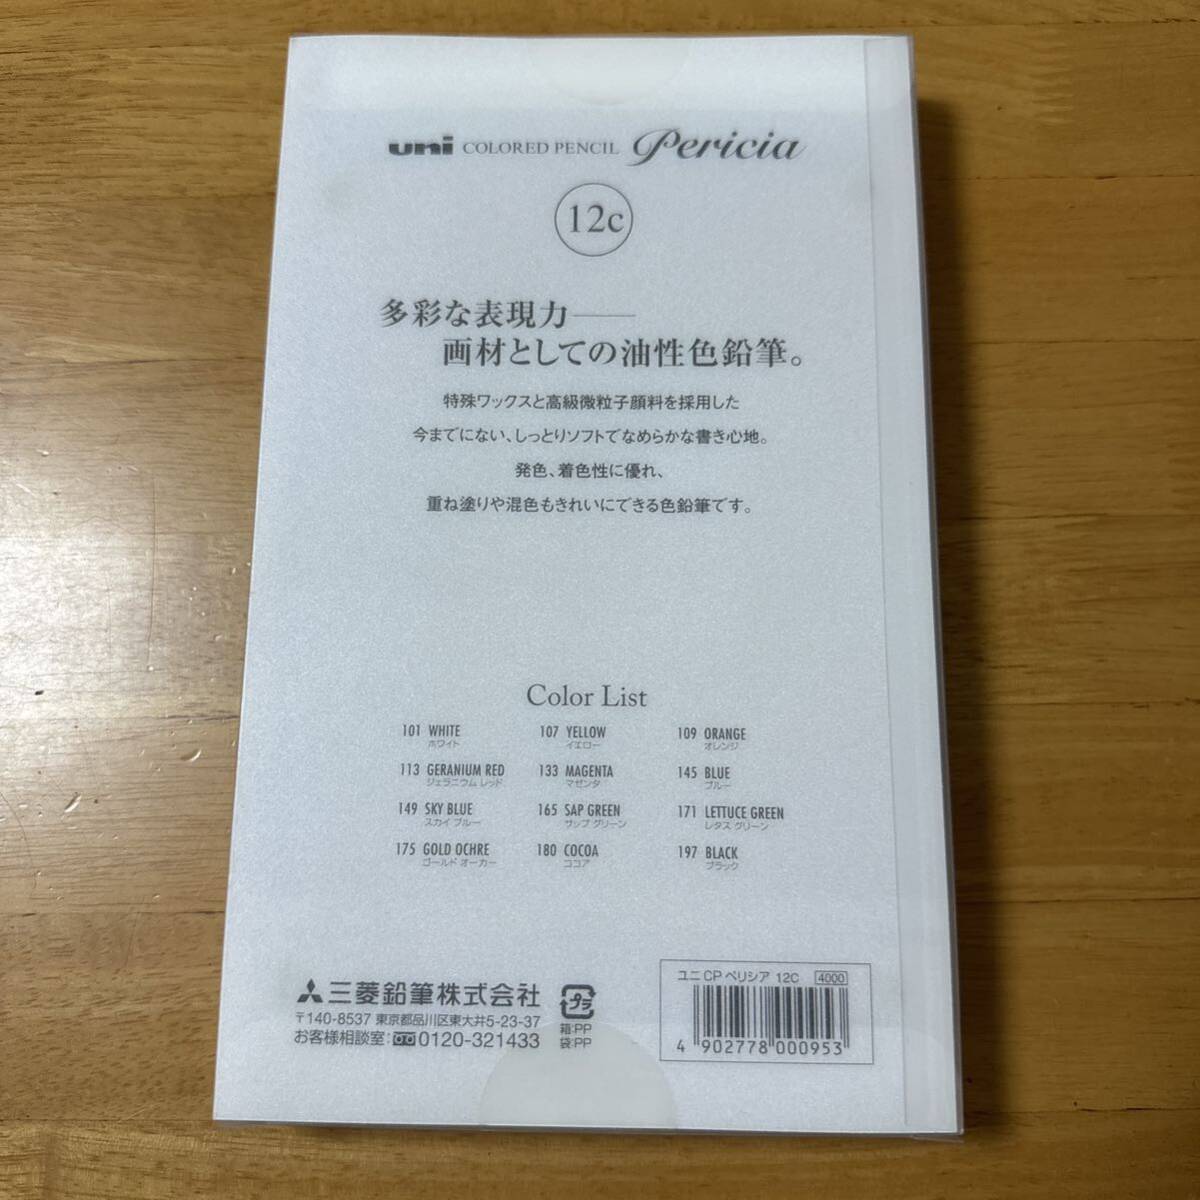 uni COLORED PENCIL Pericia
12c
多彩な表現力――
画材としての油性色鉛筆。
特殊ワックスと高級微粒子顔料を採用した
今までにない、しっとりソフトでなめらかな書き心地。
発色、着色性に優れ、
重ね塗りや混色もきれいにできる色鉛筆です。
Color List
101 WHITE 107 YELLOW 109 ORANGE
ホワイト イエロー オレンジ
113 GERANIUM RED 133 MAGENTA 145 BLUE
ジェラニウム レッド マゼンタ ブルー
149 SKY BLUE 165 SAP GREEN 171 LETTUCE GREEN
スカイ ブルー サップ グリーン レタス グリーン
175 GOLD OCHRE 180 COCOA 197 BLACK
ゴールド オーカー ココア ブラック
三菱鉛筆株式会社
〒140-8537 東京都品川区東大井5-23-37
お客様相談室:0120-321433
プラ
箱:PP
袋:PP
ユニCP ペリシア 12C 4000
4 902778 000953